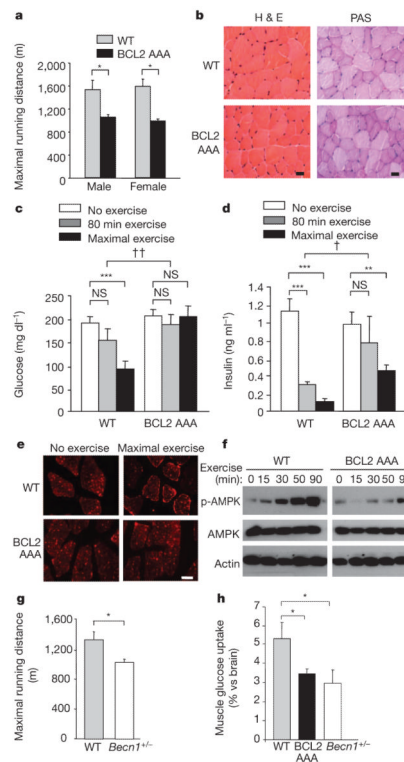 a
WT
BCL2 AAA
Maximal running distance (m)
1,600
1,200
800
400
0
*
*
Male
Female
b
H & E
PAS
WT
BCL2
AAA
c
No exercise
80 min exercise
Maximal exercise
††
***
NS
NS
NS
Glucose (mg dl⁻¹)
250
200
150
100
50
0
WT
BCL2 AAA
d
No exercise
80 min exercise
Maximal exercise
†
***
***
**
NS
Insulin (ng ml⁻¹)
1.4
1.2
1
0.8
0.6
0.4
0.2
0
WT
BCL2 AAA
e
No exercise
Maximal exercise
WT
BCL2
AAA
f
WT
BCL2 AAA
Exercise
(min):
0 15 30 50 90
0 15 30 50
p-AMPK
AMPK
Actin
g
Maximal running distance
(m)
1,600
1,200
800
400
0
*
WT
Becn1⁺/⁻
h
Muscle glucose uptake
(% vs brain)
7
6
5
4
3
2
1
0
*
*
WT
BCL2
AAA
Becn1⁺/⁻